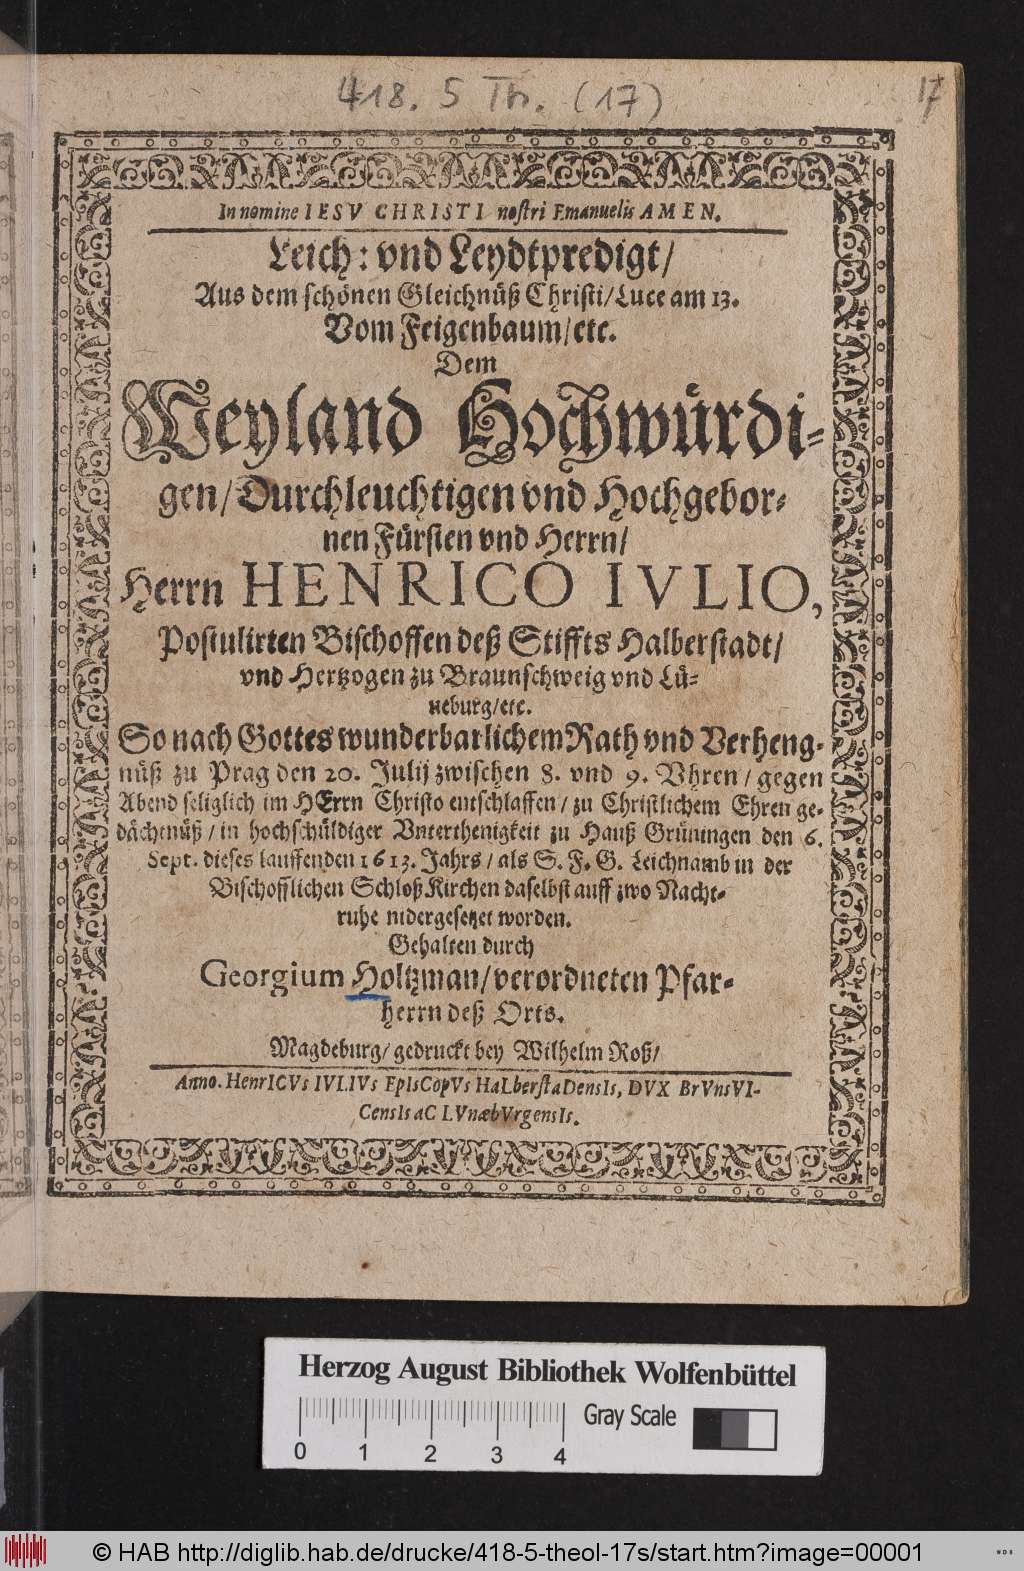 418. 5 Th. (17)
17
In nomine IESV CHRISTI nostri Emanuelis AMEN.
Leich: vnd Leydtpredigt/
Aus dem schönen Gleichnüß Christi/Luce am 13.
Vom Feigenbaum/etc.
Dem
Weyland Hochwürdi-
gen/Durchleuchtigen vnd Hochgebor-
nen Fürsten vnd Herrn/
Herrn HENRICO IVLIO,
Postulirten Bischoffen deß Stiffts Halberstadt/
vnd Hertzogen zu Braunschweig vnd Lü-
neburg/etc.
So nach Gottes wunderbarlichem Rath vnd Verheng-
nüß zu Prag den 20. Julij zwischen 8. vnd 9. Vhren/gegen
Abend seliglich im HErrn Christo entschlaffen/zu Christlichem Ehren ge-
dächtnüß/in hochschüldiger Vnterthenigkeit zu Hauß Grüningen den 6.
Sept. dieses lauffenden 1613. Jahrs/als S. F. G. Leichnamb in der
Bischofflichen Schloß Kirchen daselbst auff zwo Nacht-
ruhe nidergesetzet worden.
Gehalten durch
Georgium Holtzman/verordneten Pfar-
herrn deß Orts.
Magdeburg/gedruckt bey Wilhelm Roß/
Anno. HenrICVs IVLIVs EpIsCopVs HaLberstaDensIs, DVX BrVnsVI-
CensIs aC LVnæbVrgensIs.
Herzog August Bibliothek Wolfenbüttel
0 1 2 3 4
Gray Scale
© HAB http://diglib.hab.de/drucke/418-5-theol-17s/start.htm?image=00001